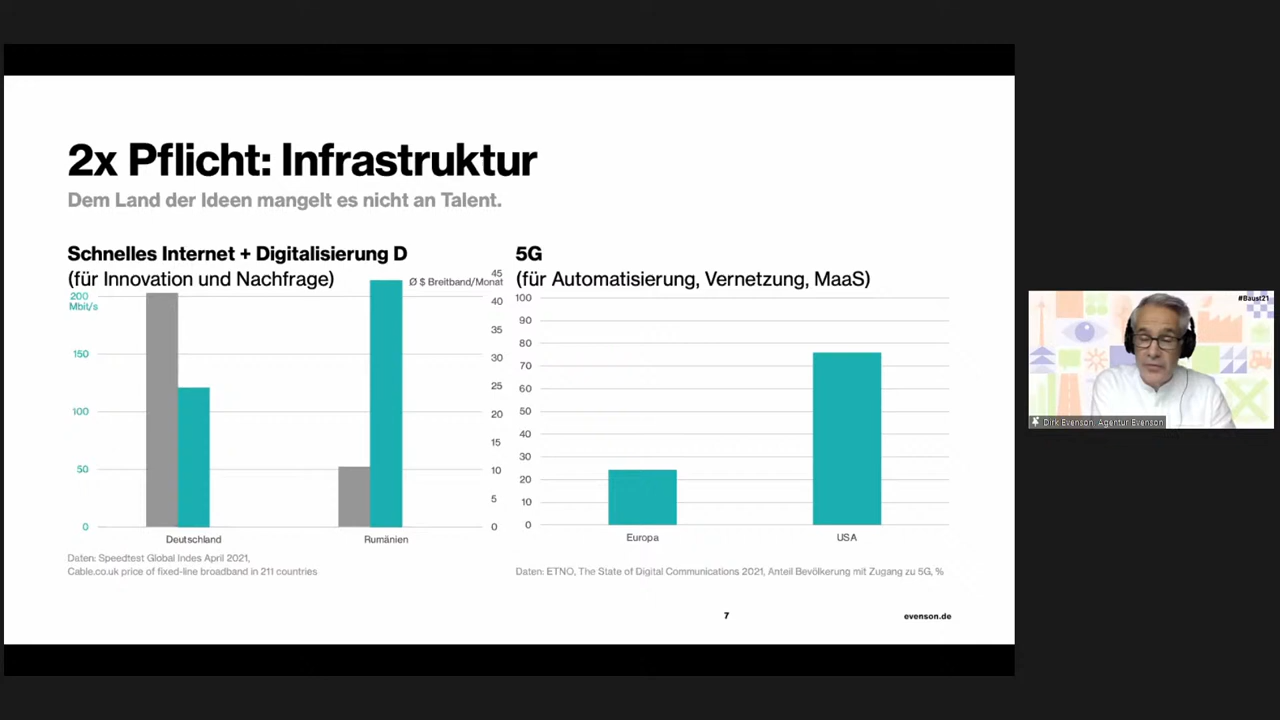 2x Pflicht: Infrastruktur
Dem Land der Ideen mangelt es nicht an Talent.
Schnelles Internet + Digitalisierung D
(für Innovation und Nachfrage)
200
Mbit/s
150
100
50
0
Ø $ Breitband/Monat
45
40
35
30
25
20
15
10
5
0
Deutschland
Rumänien
Daten: Speedtest Global Indes April 2021,
Cable.co.uk price of fixed-line broadband in 211 countries
5G
(für Automatisierung, Vernetzung, MaaS)
100
90
80
70
60
50
40
30
20
10
0
Europa
USA
Daten: ETNO, The State of Digital Communications 2021, Anteil Bevölkerung mit Zugang zu 5G, %
7
evenson.de
#Baust21
Dirk Evenson, Agentur Evenson